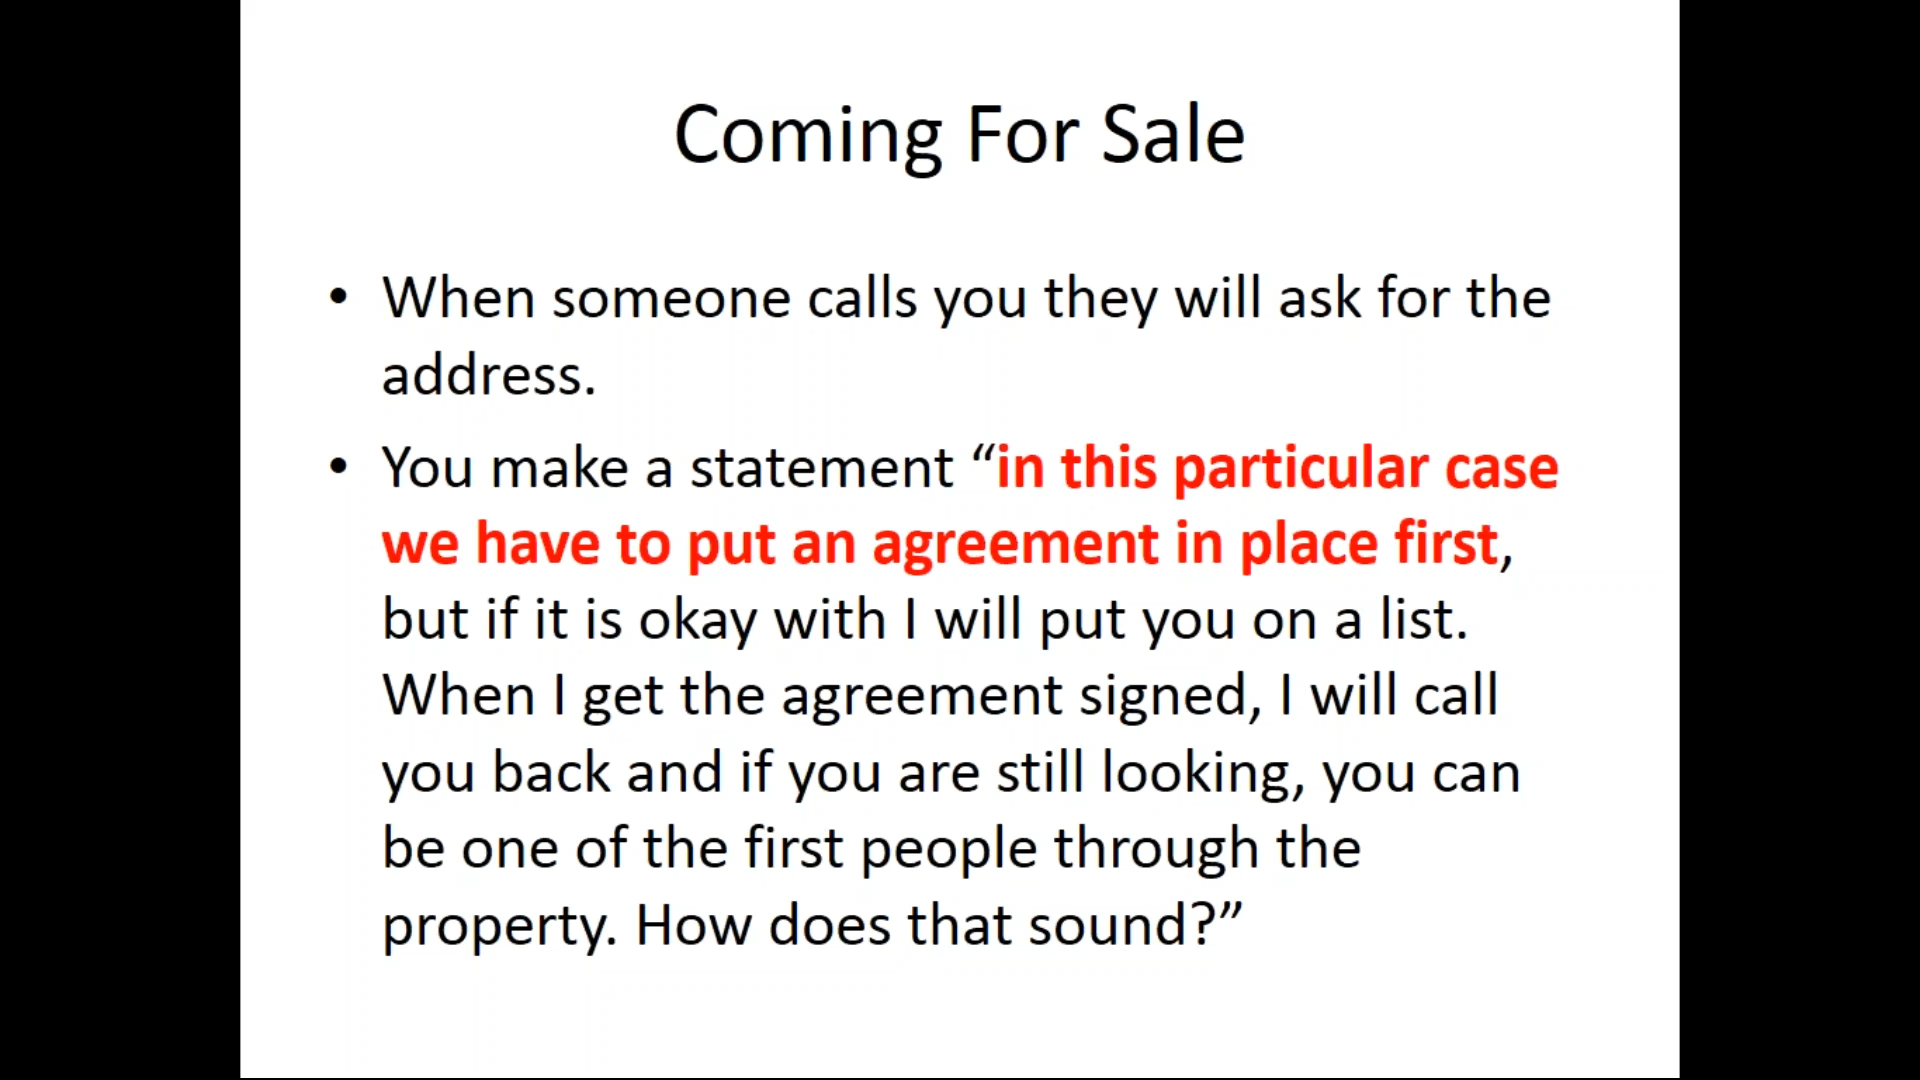 Coming For Sale
• When someone calls you they will ask for the
address.
• You make a statement “in this particular case
we have to put an agreement in place first,
but if it is okay with I will put you on a list.
When I get the agreement signed, I will call
you back and if you are still looking, you can
be one of the first people through the
property. How does that sound?”